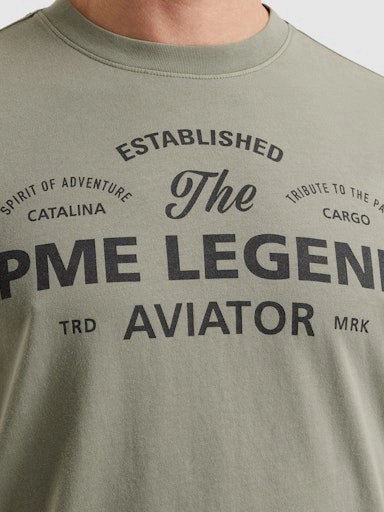 ESTABLISHED
The
SPIRIT OF ADVENTURE
CATALINA
TRIBUTE TO THE PA
CARGO
PME LEGEN
TRD AVIATOR MRK